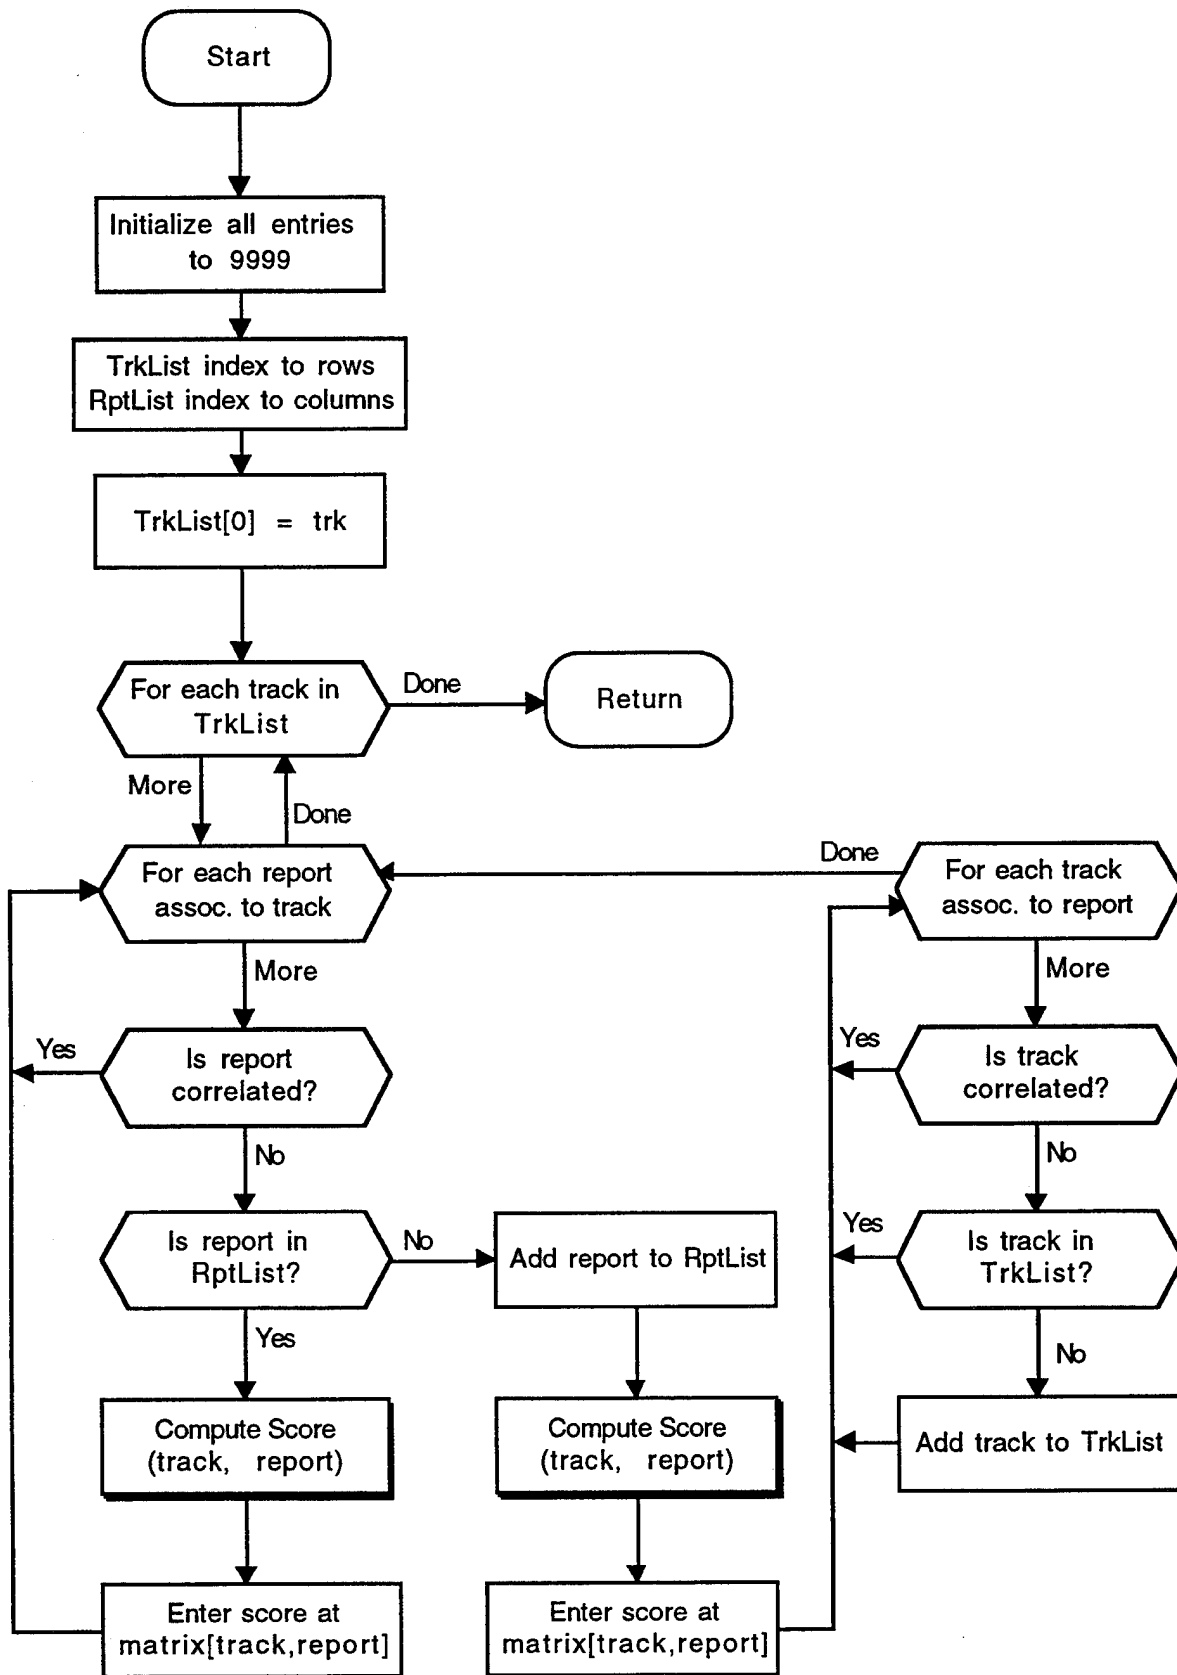 Start
Initialize all entries
to 9999
TrkList index to rows
RptList index to columns
TrkList[0] = trk
For each track in
TrkList
Done
Return
More
Done
For each report
assoc. to track
Done
For each track
assoc. to report
More
More
Yes
Is report
correlated?
Yes
Is track
correlated?
No
No
Is report in
RptList?
No
Add report to RptList
Yes
Is track in
TrkList?
Yes
No
Compute Score
(track, report)
Compute Score
(track, report)
Add track to TrkList
Enter score at
matrix[track,report]
Enter score at
matrix[track,report]